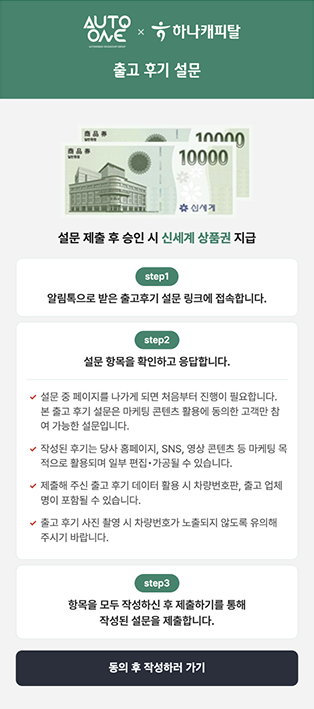 AUTO
ONE × 하나캐피탈
출고 후기 설문
상품권 10000
상품권
10000
신세계
설문 제출 후 승인 시 신세계 상품권 지급
step1
알림톡으로 받은 출고후기 설문 링크에 접속합니다.
step2
설문 항목을 확인하고 응답합니다.
설문 중 페이지를 나가게 되면 처음부터 진행이 필요합니다.
본 출고 후기 설문은 마케팅 콘텐츠 활용에 동의한 고객만 참
여 가능한 설문입니다.
작성된 후기는 당사 홈페이지, SNS, 영상 콘텐츠 등 마케팅 목
적으로 활용되며 일부 편집·가공될 수 있습니다.
제출해 주신 출고 후기 데이터 활용 시 차량번호판, 출고 업체
명이 포함될 수 있습니다.
출고 후기 사진 촬영 시 차량번호가 노출되지 않도록 유의해
주시기 바랍니다.
step3
항목을 모두 작성하신 후 제출하기를 통해
작성된 설문을 제출합니다.
동의 후 작성하러 가기